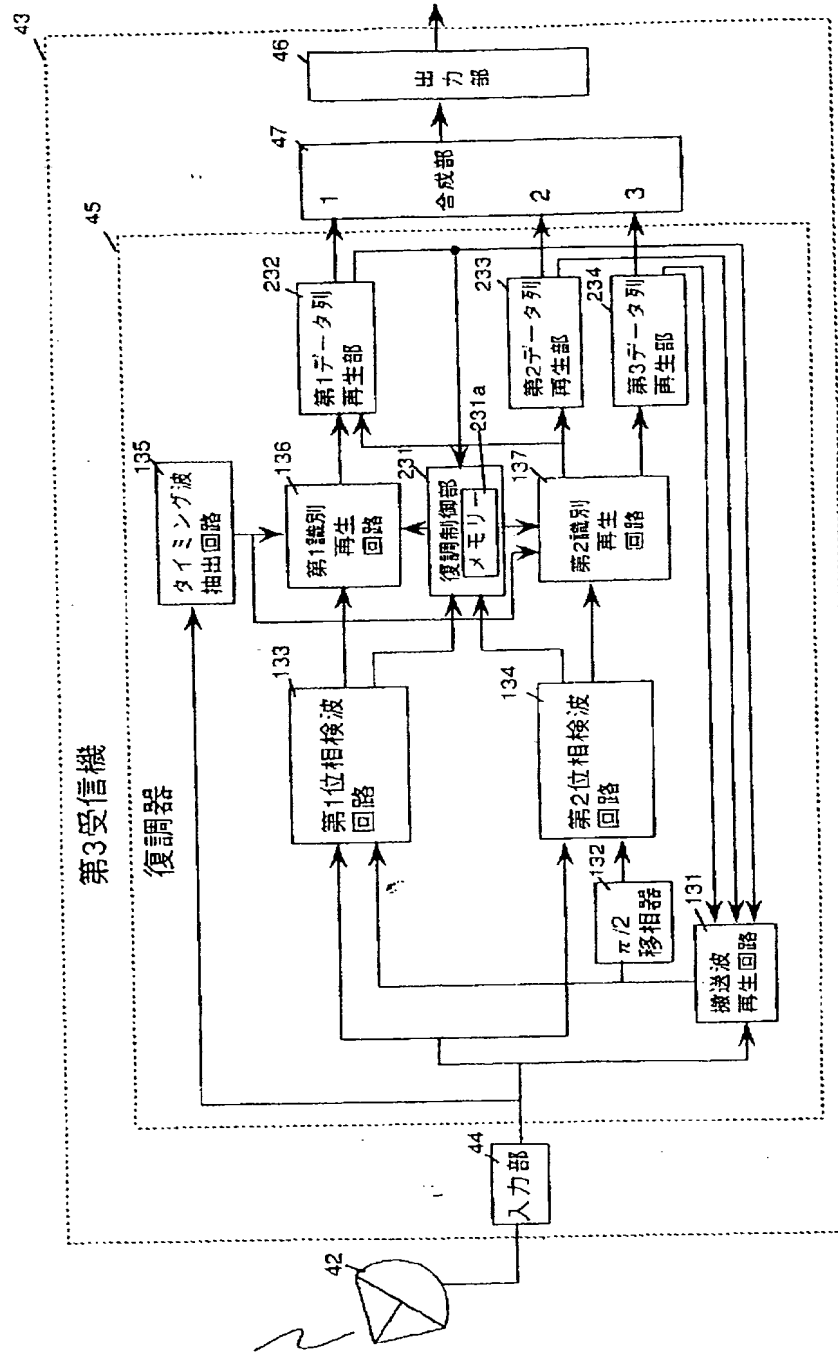 第3受信機
43
復調器
45
42
44
入力部
135
タイミング波
抽出回路
133
第1位相検波
回路
134
第2位相検波
回路
132
π/2
移相器
131
搬送波
再生回路
136
第1識別
再生
回路
231
復調制御部
メモリー
231a
137
第2識別
再生
回路
232
第1データ列
再生部
233
第2データ列
再生部
234
第3データ列
再生部
47
1
合成部
2
3
46
出力部